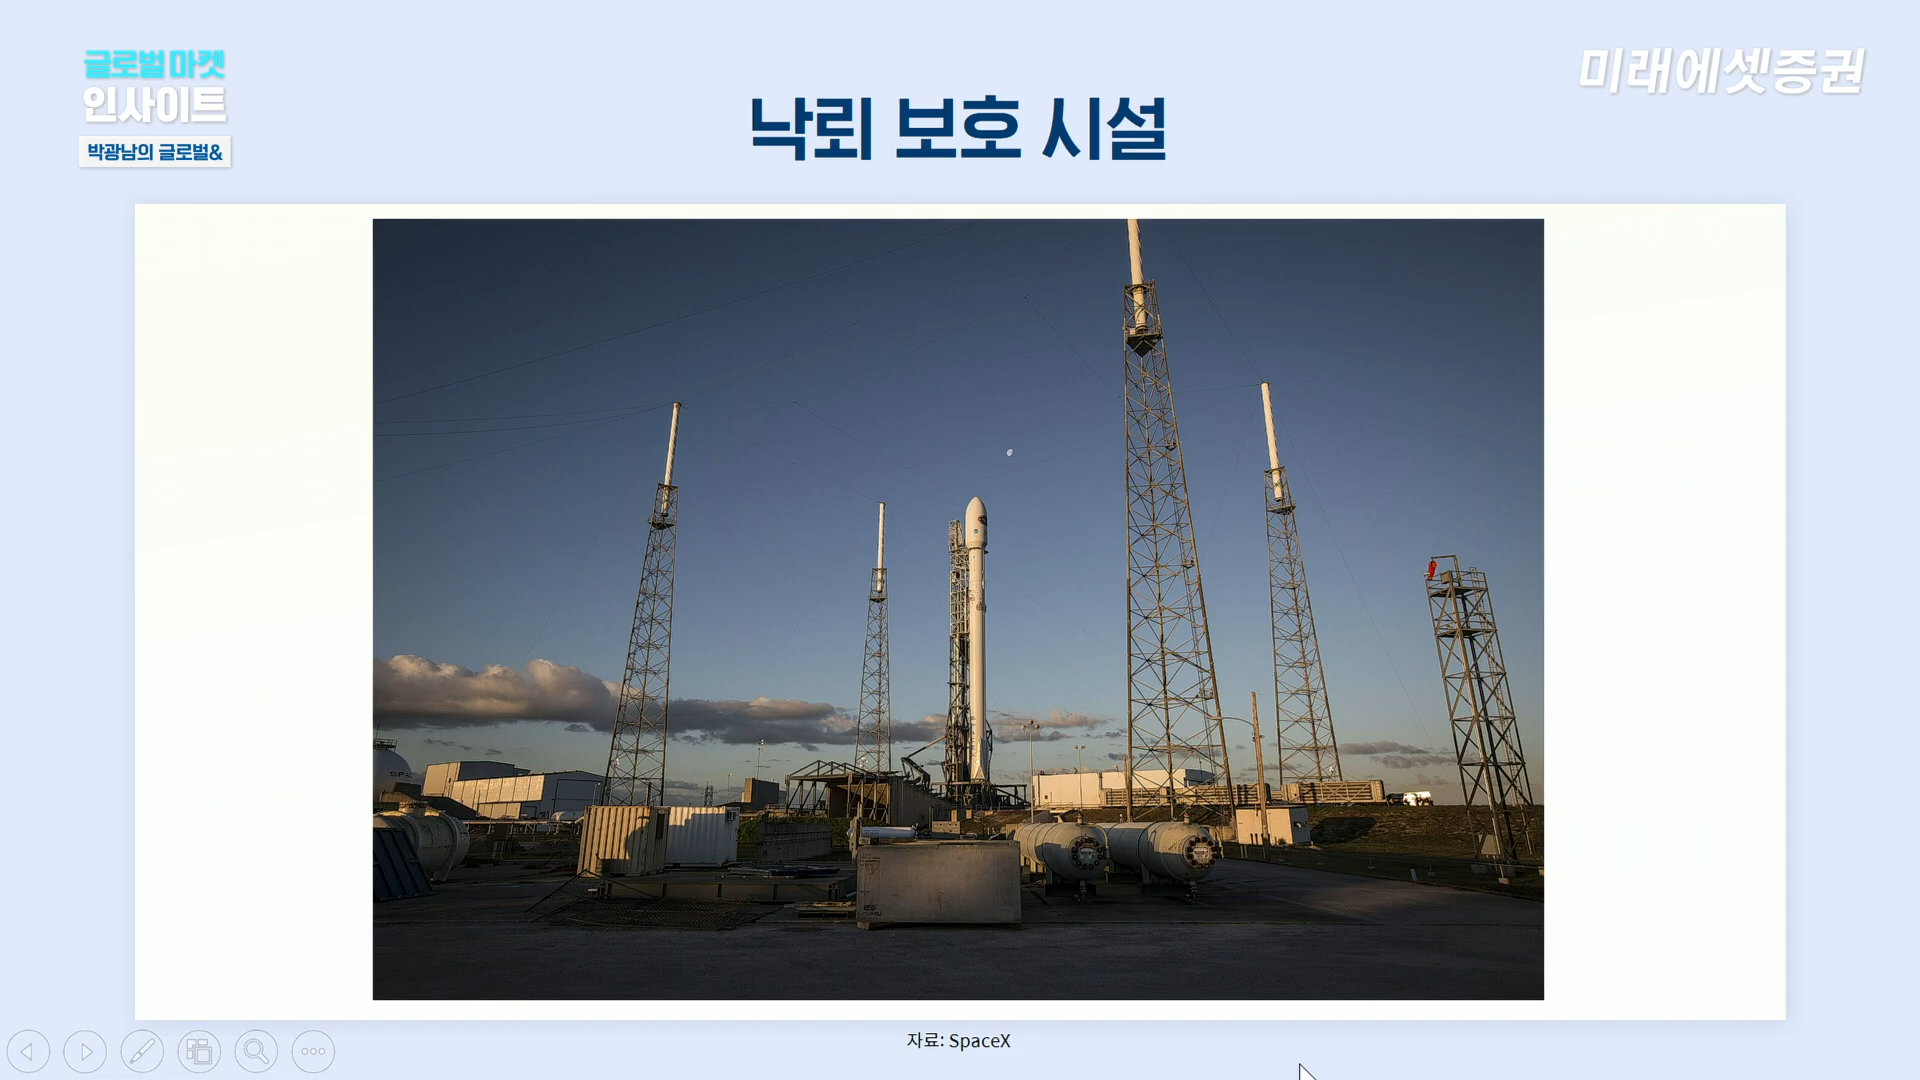 글로벌 마켓
인사이트
박광남의 글로벌&
미래에셋증권
낙뢰 보호 시설
자료: SpaceX